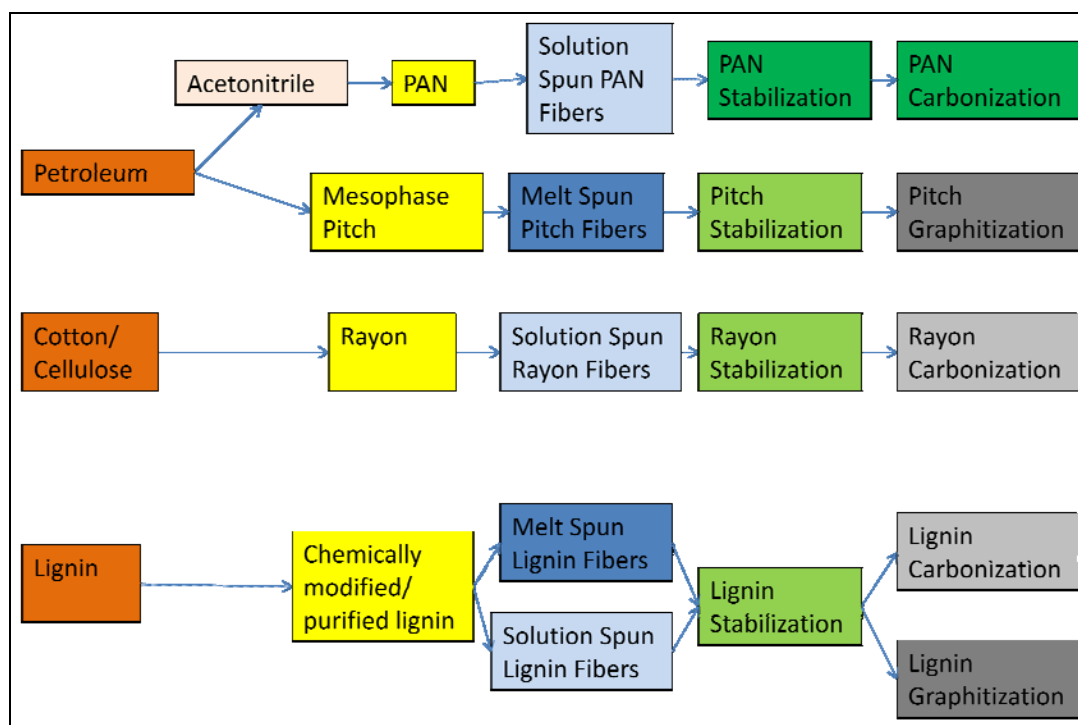 Acetonitrile
PAN
Solution
Spun PAN
Fibers
PAN
Stabilization
PAN
Carbonization
Petroleum
Mesophase
Pitch
Melt Spun
Pitch Fibers
Pitch
Stabilization
Pitch
Graphitization
Cotton/
Cellulose
Rayon
Solution Spun
Rayon Fibers
Rayon
Stabilization
Rayon
Carbonization
Lignin
Chemically
modified/
purified lignin
Melt Spun
Lignin Fibers
Solution Spun
Lignin Fibers
Lignin
Stabilization
Lignin
Carbonization
Lignin
Graphitization